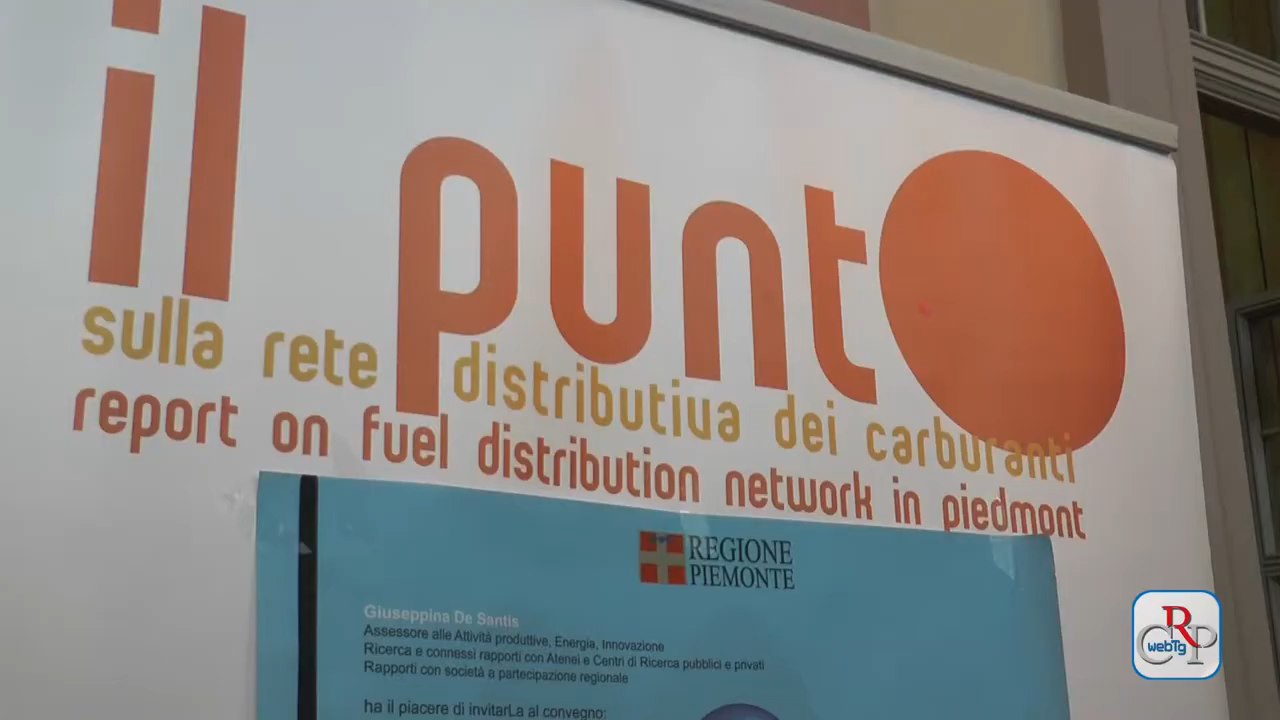 il punto
sulla rete distributiva dei carburanti
report on fuel distribution network in piedmont
REGIONE
PIEMONTE
Giuseppina De Santis
Assessore alle Attività produttive, Energia, Innovazione
Ricerca e connessi rapporti con Atenei e Centri di Ricerca pubblici e privati
Rapporti con società a partecipazione regionale
ha il piacere di invitarLa al convegno:
CRP
webTg